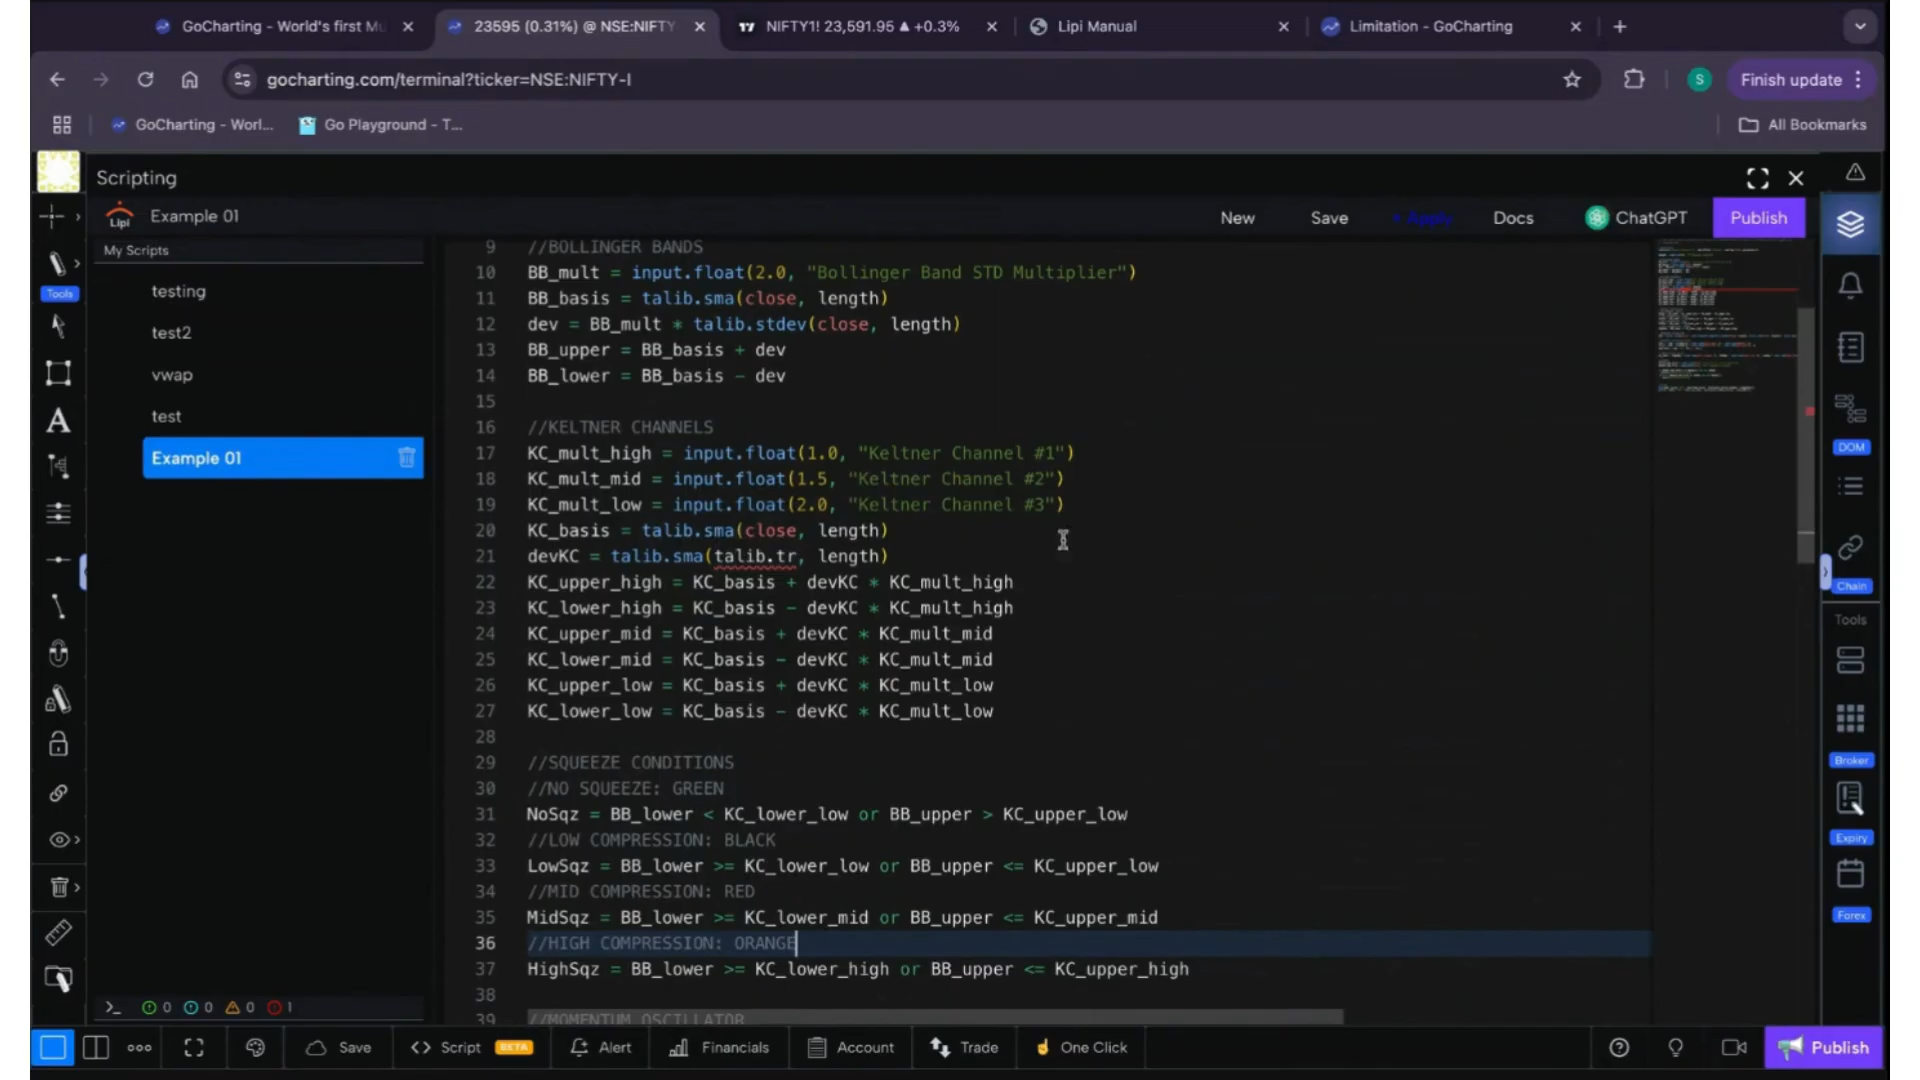 GoCharting - World's first Mu
23595 (0.31%) @ NSE:NIFTY
NIFTY1! 23,591.95 ▲ +0.3%
Lipi Manual
Limitation - GoCharting
gocharting.com/terminal?ticker=NSE:NIFTY-I
S
Finish update
GoCharting - Worl...
Go Playground - T...
All Bookmarks
Scripting
Lipi
Example 01
New
Save
+ Apply
Docs
ChatGPT
Publish
My Scripts
testing
test2
vwap
test
Example 01
9 //BOLLINGER BANDS
10 BB_mult = input.float(2.0, "Bollinger Band STD Multiplier")
11 BB_basis = talib.sma(close, length)
12 dev = BB_mult * talib.stdev(close, length)
13 BB_upper = BB_basis + dev
14 BB_lower = BB_basis - dev
15
16 //KELTNER CHANNELS
17 KC_mult_high = input.float(1.0, "Keltner Channel #1")
18 KC_mult_mid = input.float(1.5, "Keltner Channel #2")
19 KC_mult_low = input.float(2.0, "Keltner Channel #3")
20 KC_basis = talib.sma(close, length)
21 devKC = talib.sma(talib.tr, length)
22 KC_upper_high = KC_basis + devKC * KC_mult_high
23 KC_lower_high = KC_basis - devKC * KC_mult_high
24 KC_upper_mid = KC_basis + devKC * KC_mult_mid
25 KC_lower_mid = KC_basis - devKC * KC_mult_mid
26 KC_upper_low = KC_basis + devKC * KC_mult_low
27 KC_lower_low = KC_basis - devKC * KC_mult_low
28
29 //SQUEEZE CONDITIONS
30 //NO SQUEEZE: GREEN
31 NoSqz = BB_lower < KC_lower_low or BB_upper > KC_upper_low
32 //LOW COMPRESSION: BLACK
33 LowSqz = BB_lower >= KC_lower_low or BB_upper <= KC_upper_low
34 //MID COMPRESSION: RED
35 MidSqz = BB_lower >= KC_lower_mid or BB_upper <= KC_upper_mid
36 //HIGH COMPRESSION: ORANGE
37 HighSqz = BB_lower >= KC_lower_high or BB_upper <= KC_upper_high
38
39 //MOMENTUM OSCILLATOR
Tools
A
DOM
Chain
Tools
Broker
Expiry
Forex
>_ 0 0 0 1
Save
Script
BETA
Alert
Financials
Account
Trade
One Click
Publish